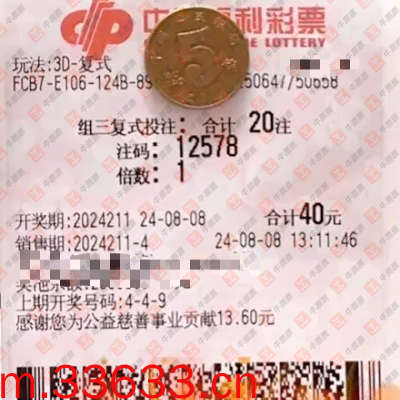 中 福利彩票
LOTTERY
玩法:3D-复式
FCB7-E106-124B-89 50647/50658
组三复式投注: 合计 20注
注码: 12578
倍数: 1
开奖期:2024211 24-08-08 合计40元
销售期:2024211-4 24-08-08 13:11:46
上期开奖号码:4-4-9
感谢您为公益慈善事业贡献13.60元
m.33633.cn